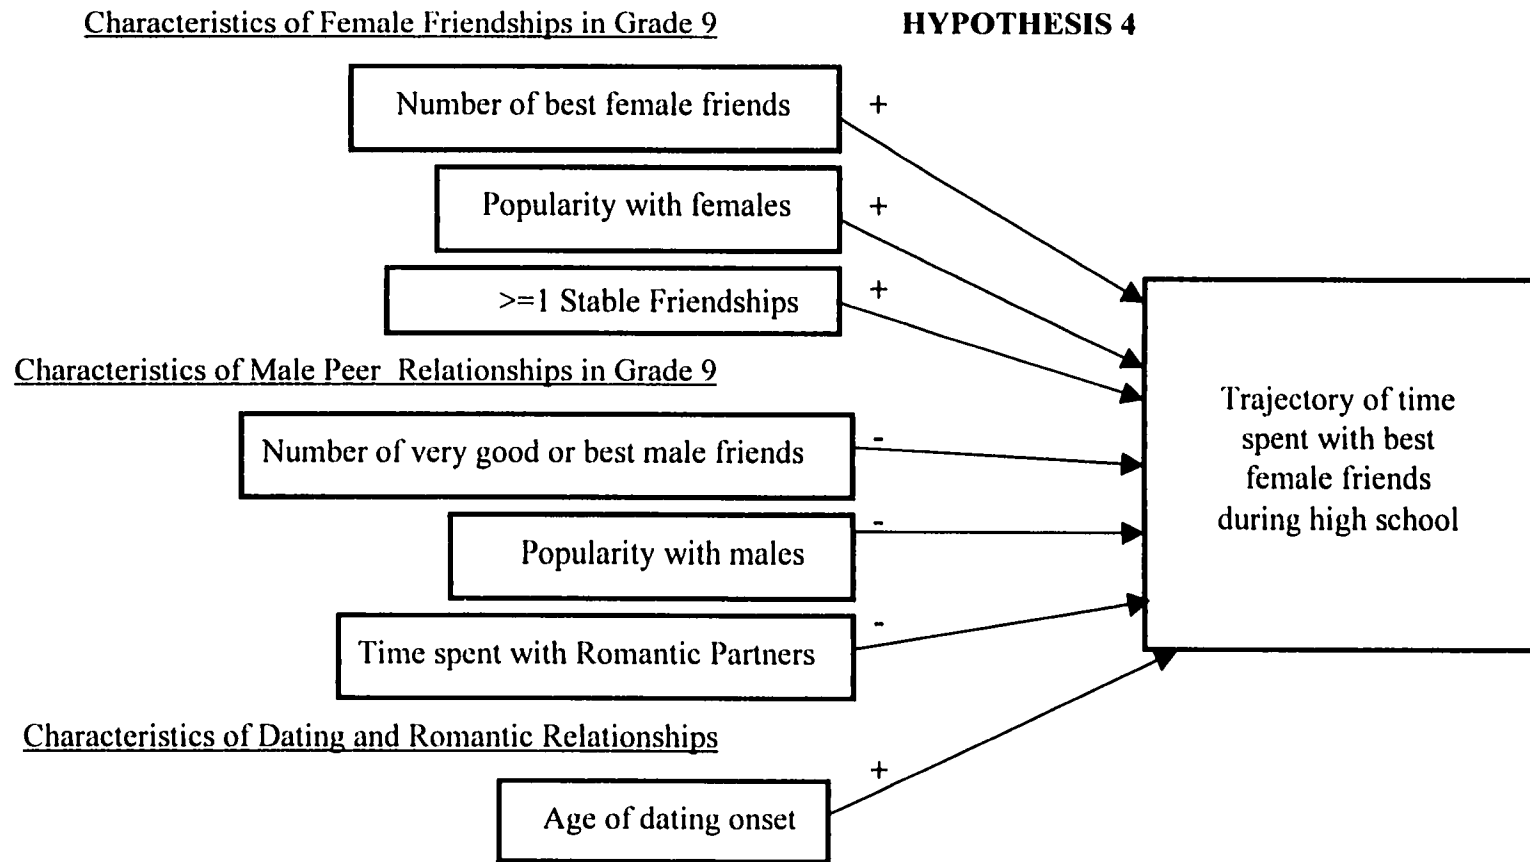 Characteristics of Female Friendships in Grade 9
HYPOTHESIS 4
Number of best female friends
+
Popularity with females
+
>=1 Stable Friendships
+
Characteristics of Male Peer Relationships in Grade 9
Number of very good or best male friends
-
Popularity with males
-
Time spent with Romantic Partners
-
Characteristics of Dating and Romantic Relationships
Age of dating onset
+
Trajectory of time
spent with best
female friends
during high school